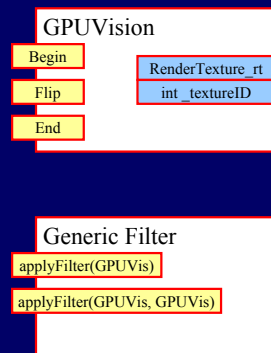 GPUVision
Begin
RenderTexture_rt
Flip
int _textureID
End
Generic Filter
applyFilter(GPUVis)
applyFilter(GPUVis, GPUVis)